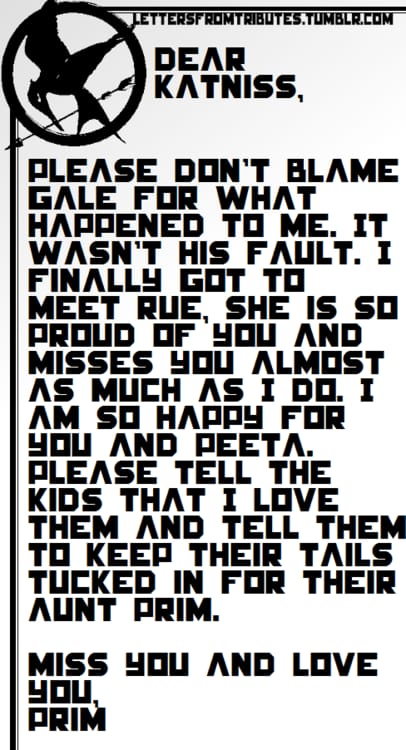 LETTERSFROMTRIBUTES.TUMBLR.COM
DEAR
KATNISS,
PLEASE DON'T BLAME
GALE FOR WHAT
HAPPENED TO ME. IT
WASN'T HIS FAULT. I
FINALLY GOT TO
MEET RUE, SHE IS SO
PROUD OF YOU AND
MISSES YOU ALMOST
AS MUCH AS I DO. I
AM SO HAPPY FOR
YOU AND PEETA.
PLEASE TELL THE
KIDS THAT I LOVE
THEM AND TELL THEM
TO KEEP THEIR TAILS
TUCKED IN FOR THEIR
AUNT PRIM.
MISS YOU AND LOVE
YOU,
PRIM